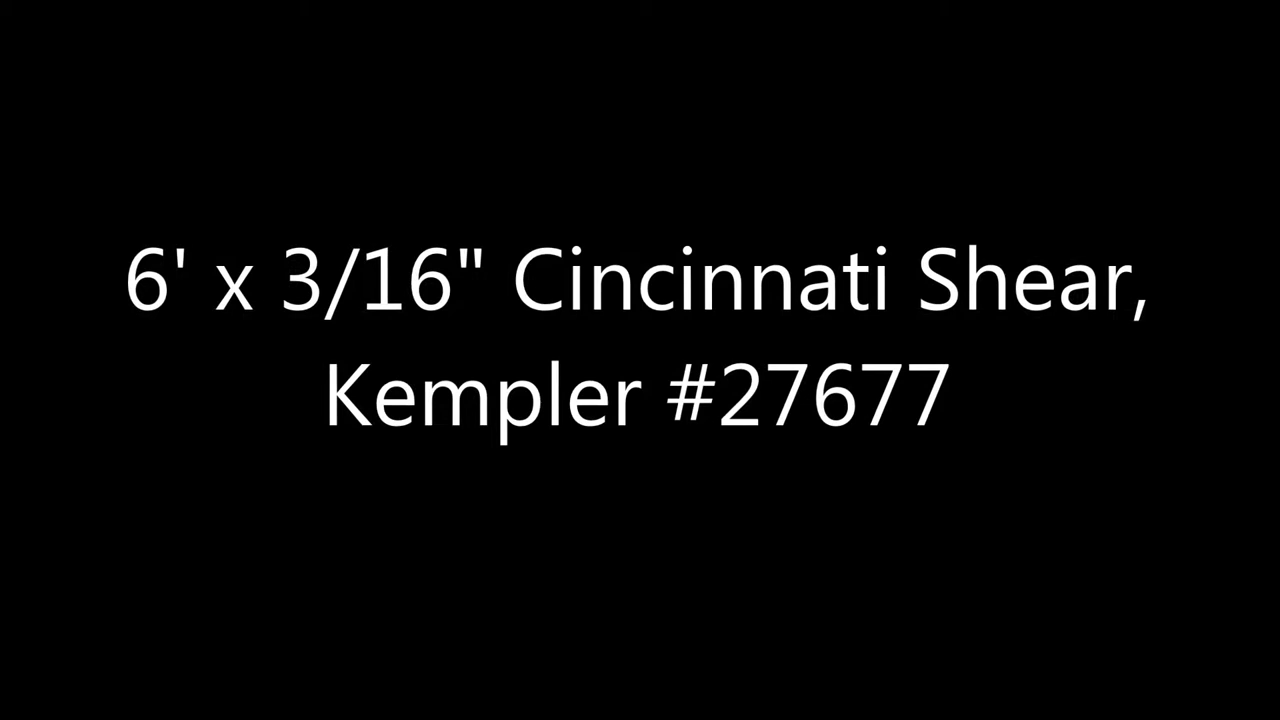 6' x 3/16" Cincinnati Shear,
Kempler #27677